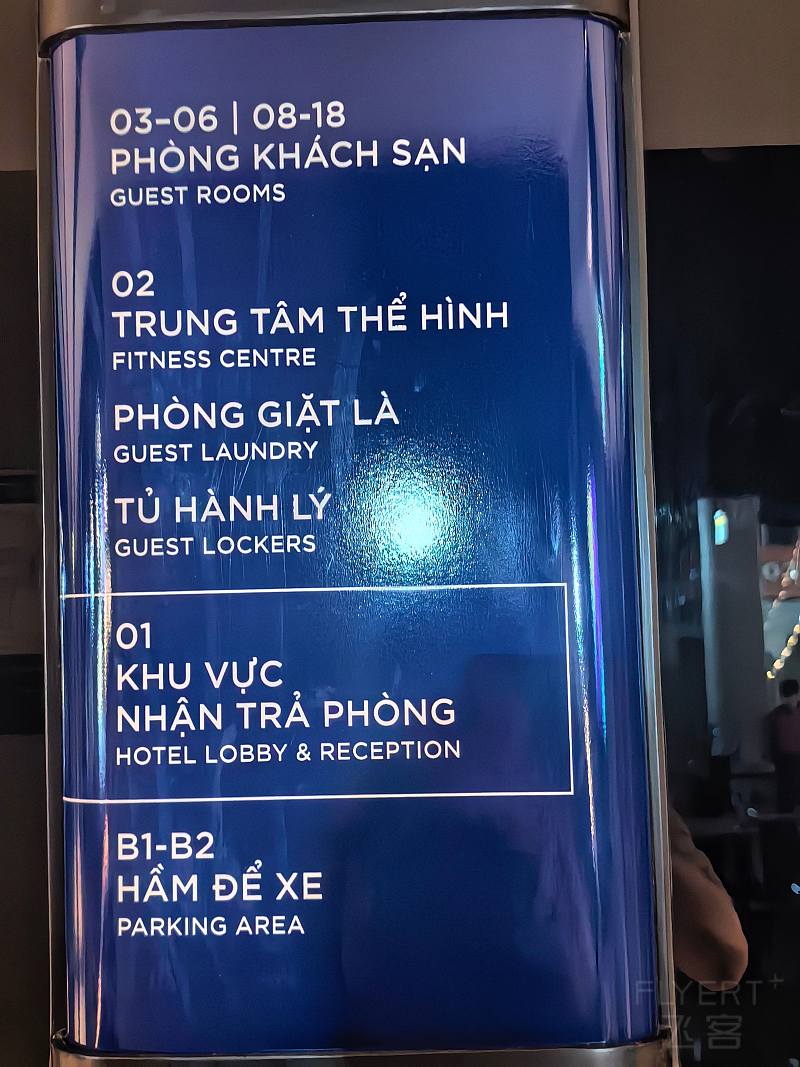 03-06 | 08-18
PHÒNG KHÁCH SẠN
GUEST ROOMS
02
TRUNG TÂM THỂ HÌNH
FITNESS CENTRE
PHÒNG GIẶT LÀ
GUEST LAUNDRY
TỦ HÀNH LÝ
GUEST LOCKERS
01
KHU VỰC
NHẬN TRẢ PHÒNG
HOTEL LOBBY & RECEPTION
B1-B2
HẦM ĐỂ XE
PARKING AREA
FLYERT+
飞客